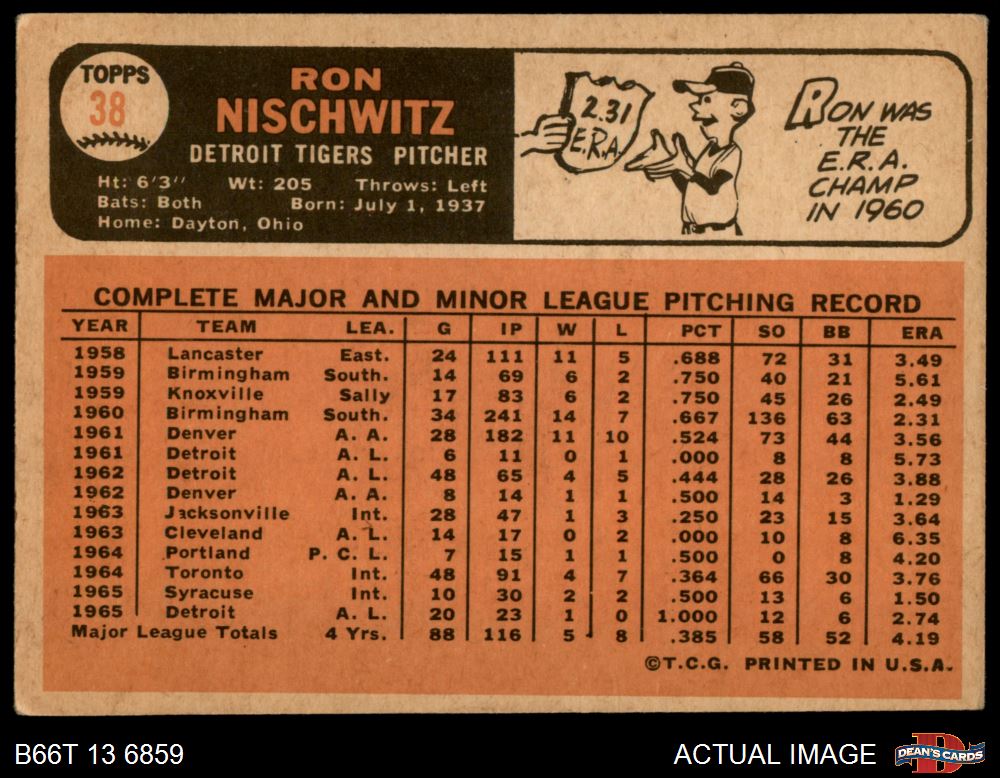 TOPPS
38
RON
NISCHWITZ
DETROIT TIGERS PITCHER
Ht: 6'3" Wt: 205 Throws: Left
Bats: Both Born: July 1, 1937
Home: Dayton, Ohio
2.31
E.R.A.
RON WAS
THE
E.R.A.
CHAMP
IN 1960
COMPLETE MAJOR AND MINOR LEAGUE PITCHING RECORD
YEAR TEAM LEA. G IP W L PCT SO BB ERA
1958 Lancaster East. 24 111 11 5 .688 72 31 3.49
1959 Birmingham South. 14 69 6 2 .750 40 21 5.61
1959 Knoxville Sally 17 83 6 2 .750 45 26 2.49
1960 Birmingham South. 34 241 14 7 .667 136 63 2.31
1961 Denver A. A. 28 182 11 10 .524 73 44 3.56
1961 Detroit A. L. 6 11 0 1 .000 8 8 5.73
1962 Detroit A. L. 48 65 4 5 .444 28 26 3.88
1962 Denver A. A. 8 14 1 1 .500 14 3 1.29
1963 Jacksonville Int. 28 47 1 3 .250 23 15 3.64
1963 Cleveland A. L. 14 17 0 2 .000 10 8 6.35
1964 Portland P. C. L. 7 15 1 1 .500 0 8 4.20
1964 Toronto Int. 48 91 4 7 .364 66 30 3.76
1965 Syracuse Int. 10 30 2 2 .500 13 6 1.50
1965 Detroit A. L. 20 23 1 0 1.000 12 6 2.74
Major League Totals 4 Yrs. 88 116 5 8 .385 58 52 4.19
©T.C.G. PRINTED IN U.S.A.
B66T 13 6859
ACTUAL IMAGE
DEAN'S CARDS